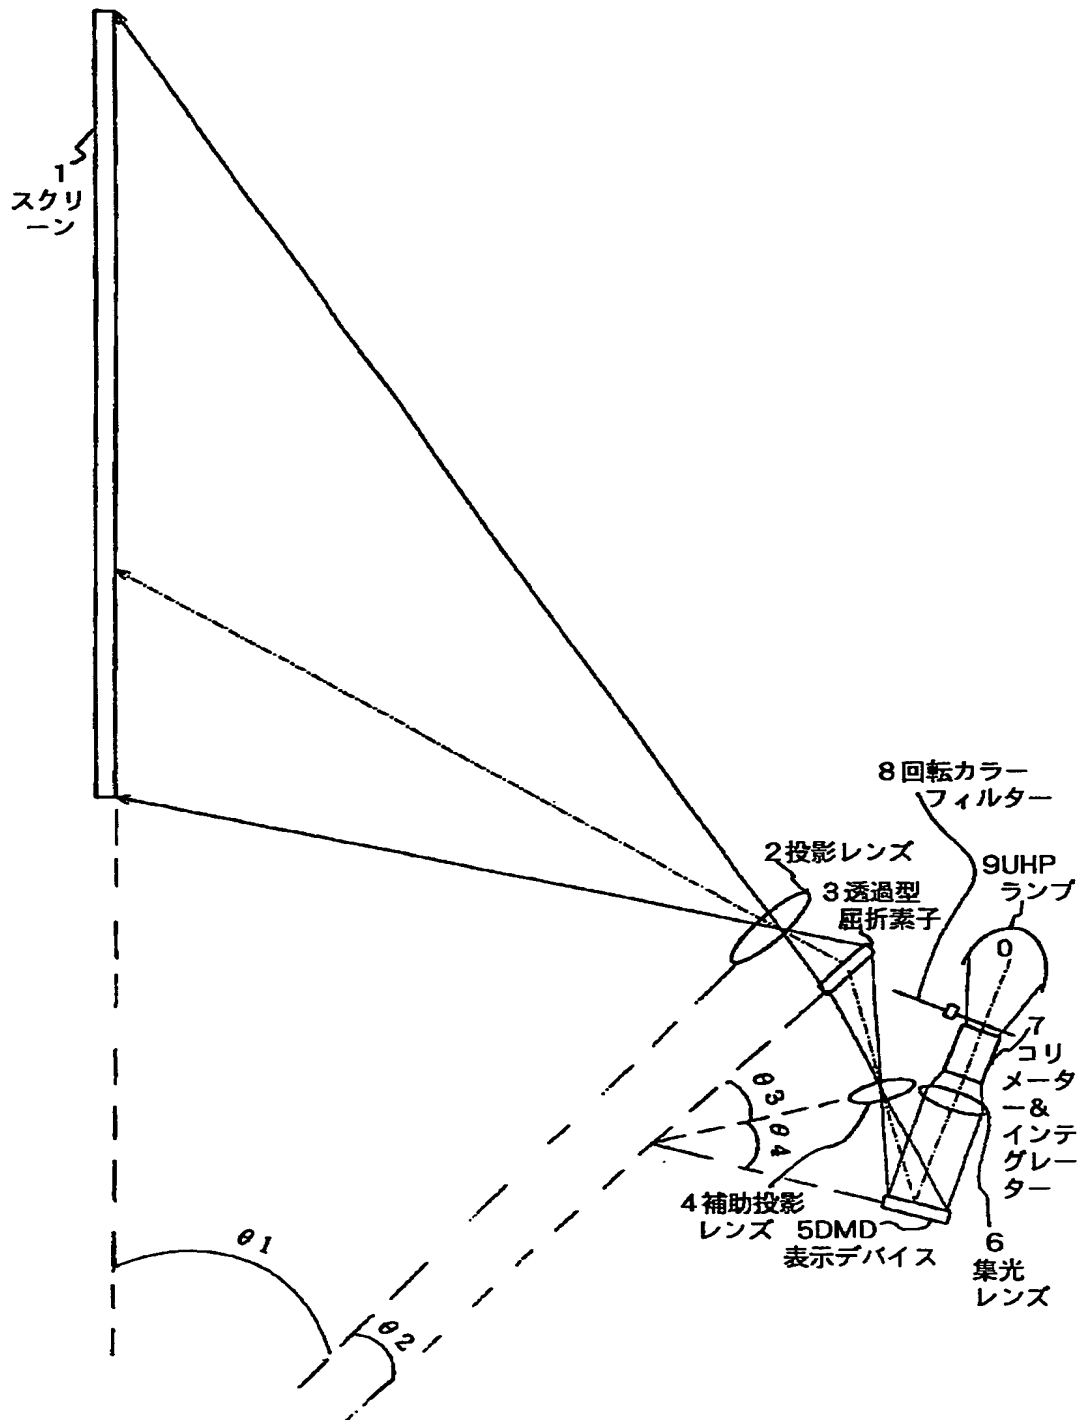 1
スクリ
ーン
8回転カラー
フィルター
2投影レンズ
9UHP
ランプ
3透過型
屈折素子
0
7
コリ
メータ
ー&
インテ
グレー
ター
θ3
θ4
4補助投影
レンズ
5DMD
表示デバイス
6
集光
レンズ
θ1
θ2